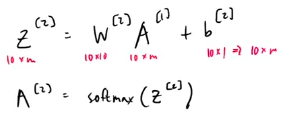 Z^[2] = W^[2] A^[1] + b^[2]
10 x m 10 x 10 10 x m 10 x 1 => 10 x m
A^[2] = softmax (Z^[2])